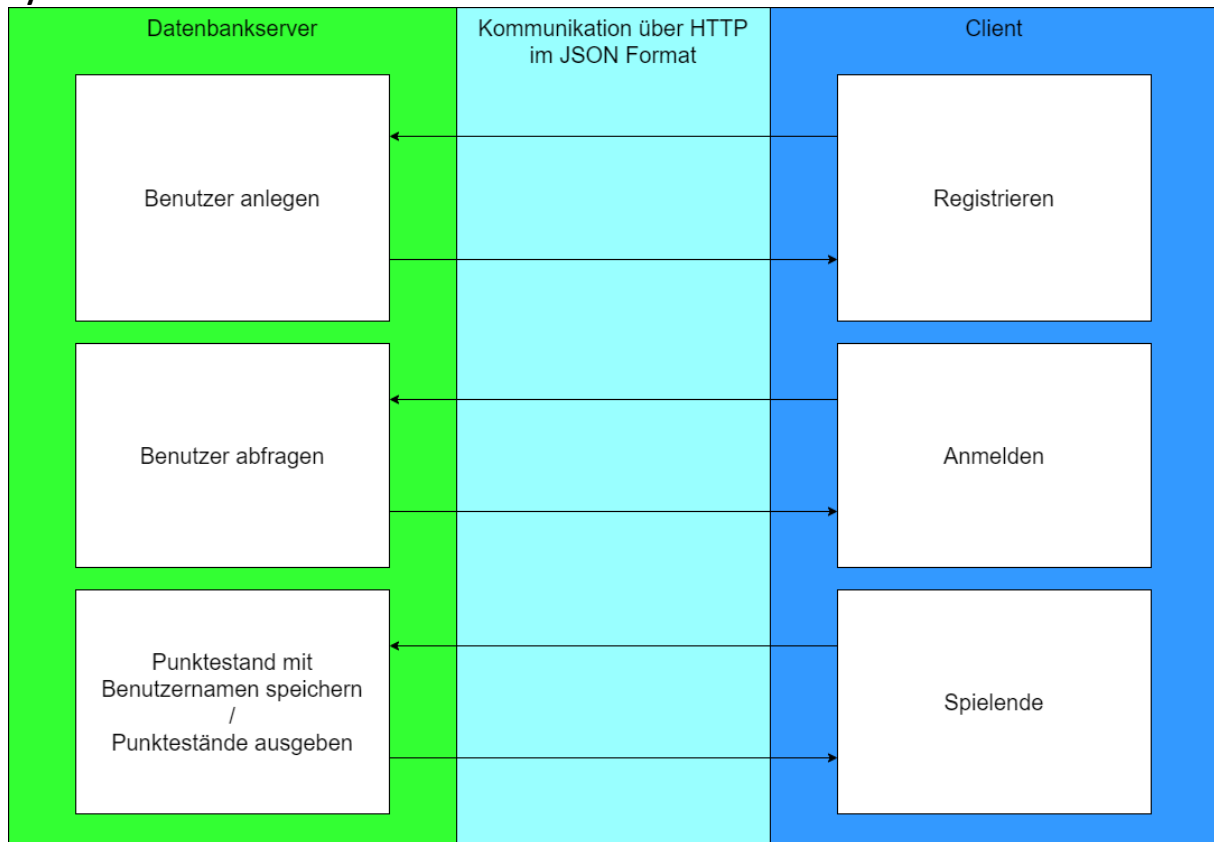 Datenbankserver
Kommunikation über HTTP
im JSON Format
Client
Benutzer anlegen
Registrieren
Benutzer abfragen
Anmelden
Punktestand mit
Benutzernamen speichern
/
Punktestände ausgeben
Spielende